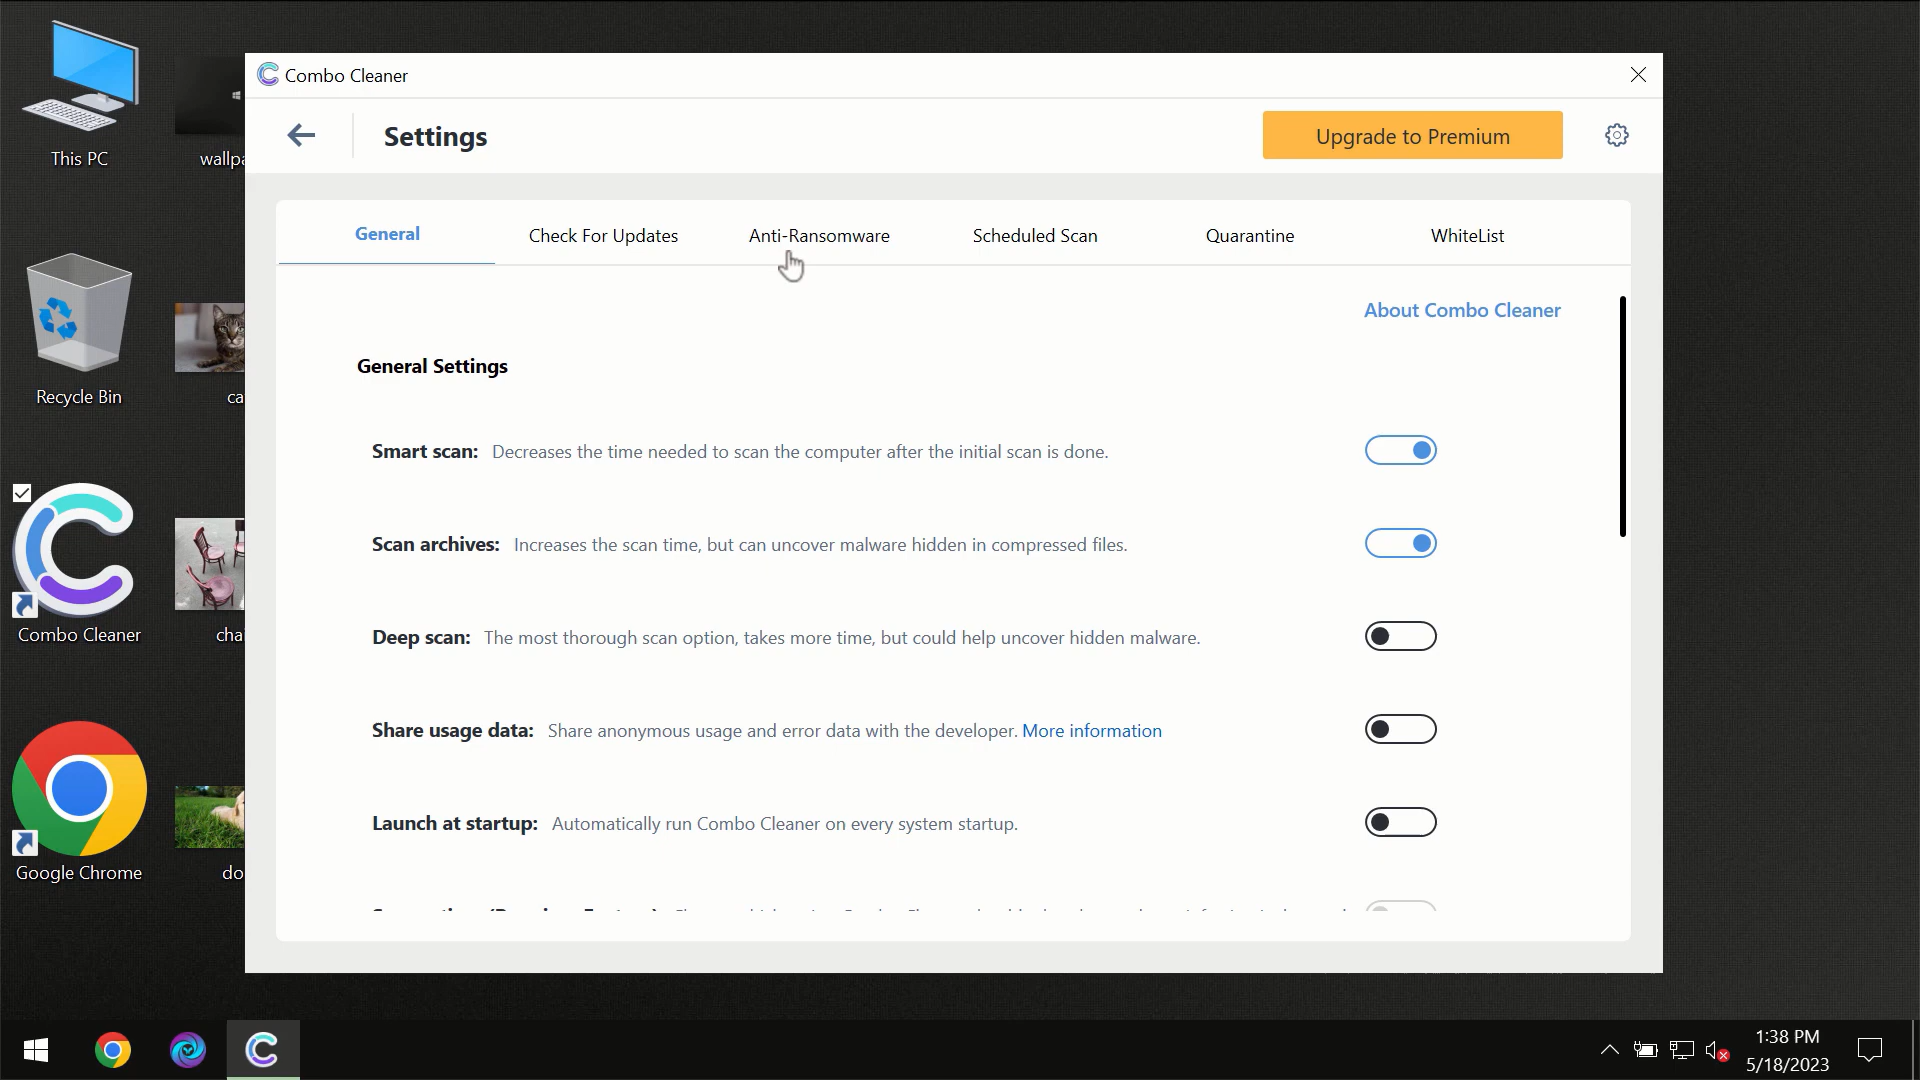 Combo Cleaner
Settings
Upgrade to Premium
General
Check For Updates
Anti-Ransomware
Scheduled Scan
Quarantine
WhiteList
About Combo Cleaner
General Settings
Smart scan: Decreases the time needed to scan the computer after the initial scan is done.
Scan archives: Increases the scan time, but can uncover malware hidden in compressed files.
Deep scan: The most thorough scan option, takes more time, but could help uncover hidden malware.
Share usage data: Share anonymous usage and error data with the developer. More information
Launch at startup: Automatically run Combo Cleaner on every system startup.
This PC
wallpa
Recycle Bin
ca
Combo Cleaner
chai
Google Chrome
do
1:38 PM
5/18/2023